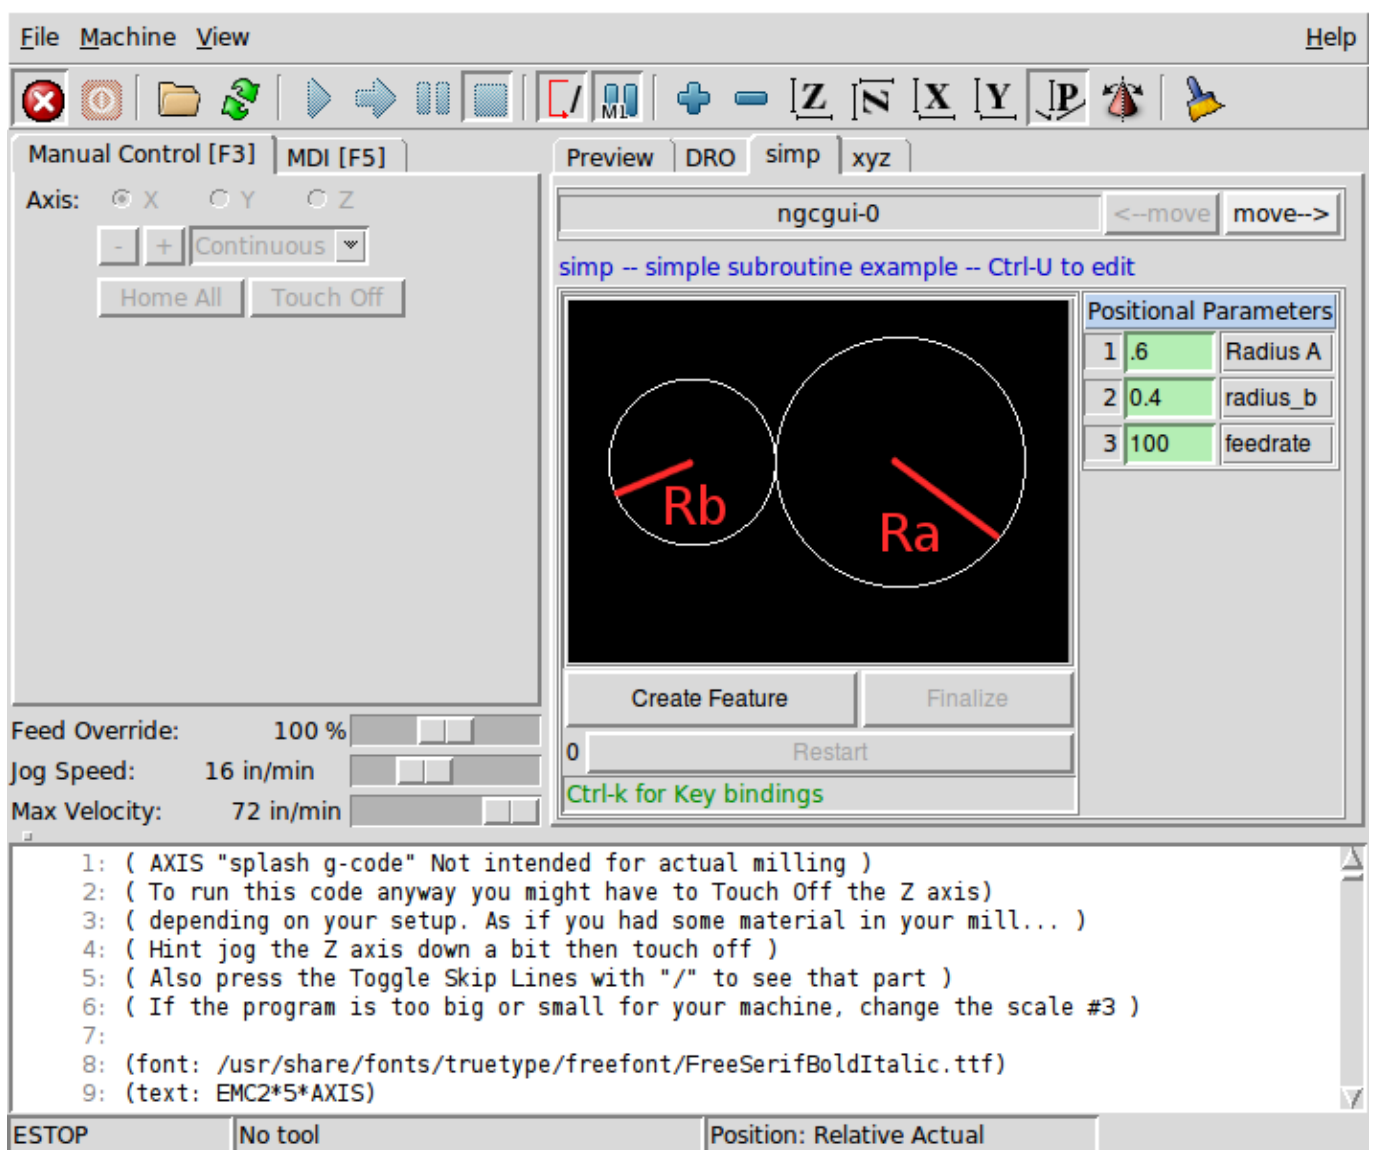 File Machine View Help
M1 Z N X Y P
Manual Control [F3] MDI [F5] Preview DRO simp xyz
Axis: X Y Z
- + Continuous
Home All Touch Off
ngcgui-0 <--move move-->
simp -- simple subroutine example -- Ctrl-U to edit
Positional Parameters
1 .6 Radius A
2 0.4 radius_b
3 100 feedrate
Rb
Ra
Create Feature Finalize
0 Restart
Ctrl-k for Key bindings
Feed Override: 100 %
Jog Speed: 16 in/min
Max Velocity: 72 in/min
1: ( AXIS "splash g-code" Not intended for actual milling )
2: ( To run this code anyway you might have to Touch Off the Z axis)
3: ( depending on your setup. As if you had some material in your mill... )
4: ( Hint jog the Z axis down a bit then touch off )
5: ( Also press the Toggle Skip Lines with "/" to see that part )
6: ( If the program is too big or small for your machine, change the scale #3 )
7:
8: (font: /usr/share/fonts/truetype/freefont/FreeSerifBoldItalic.ttf)
9: (text: EMC2*5*AXIS)
ESTOP No tool Position: Relative Actual